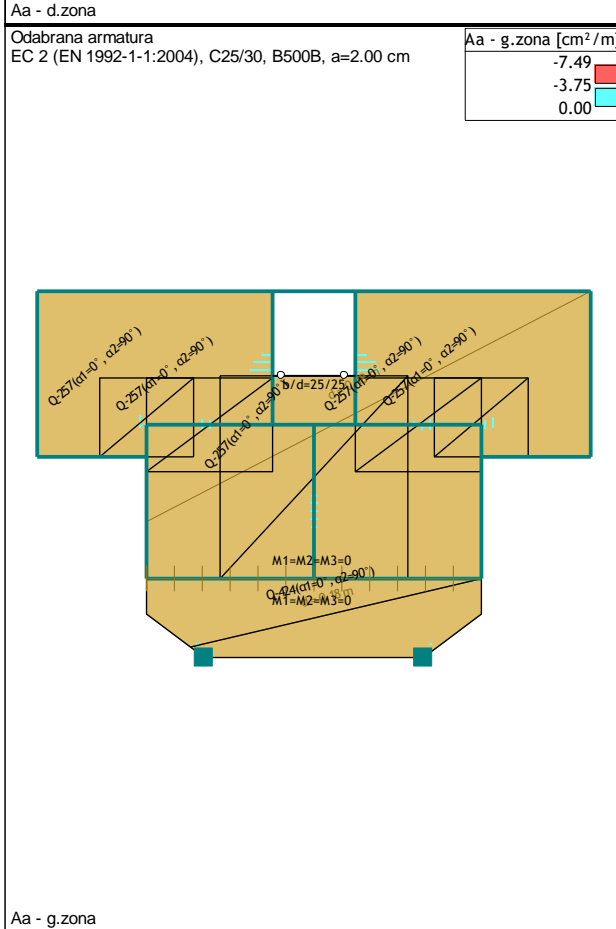 Aa - d.zona
Odabrana armatura
EC 2 (EN 1992-1-1:2004), C25/30, B500B, a=2.00 cm
Aa - g.zona [cm²/m]
-7.49
-3.75
0.00
Q-257(α1=0°, α2=90°)
Q-257(α1=0°, α2=90°)
Q-257(α1=0°, α2=90°)
Q-257(α1=0°, α2=90°)
Q-257(α1=0°, α2=90°)
b/d=25/25
M1=M2=M3=0
Q-424(α1=0°, α2=90°)
M1=M2=M3=0
Aa - g.zona